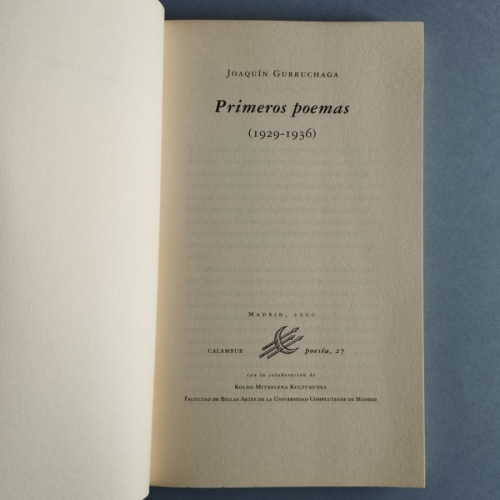 Joaquín Gurruchaga
Primeros poemas
(1929-1936)
Madrid, 2000
CALAMBUR poesía, 27
con la colaboración de
Koldo Mitxelena Kulturunea
Facultad de Bellas Artes de la Universidad Complutense de Madrid